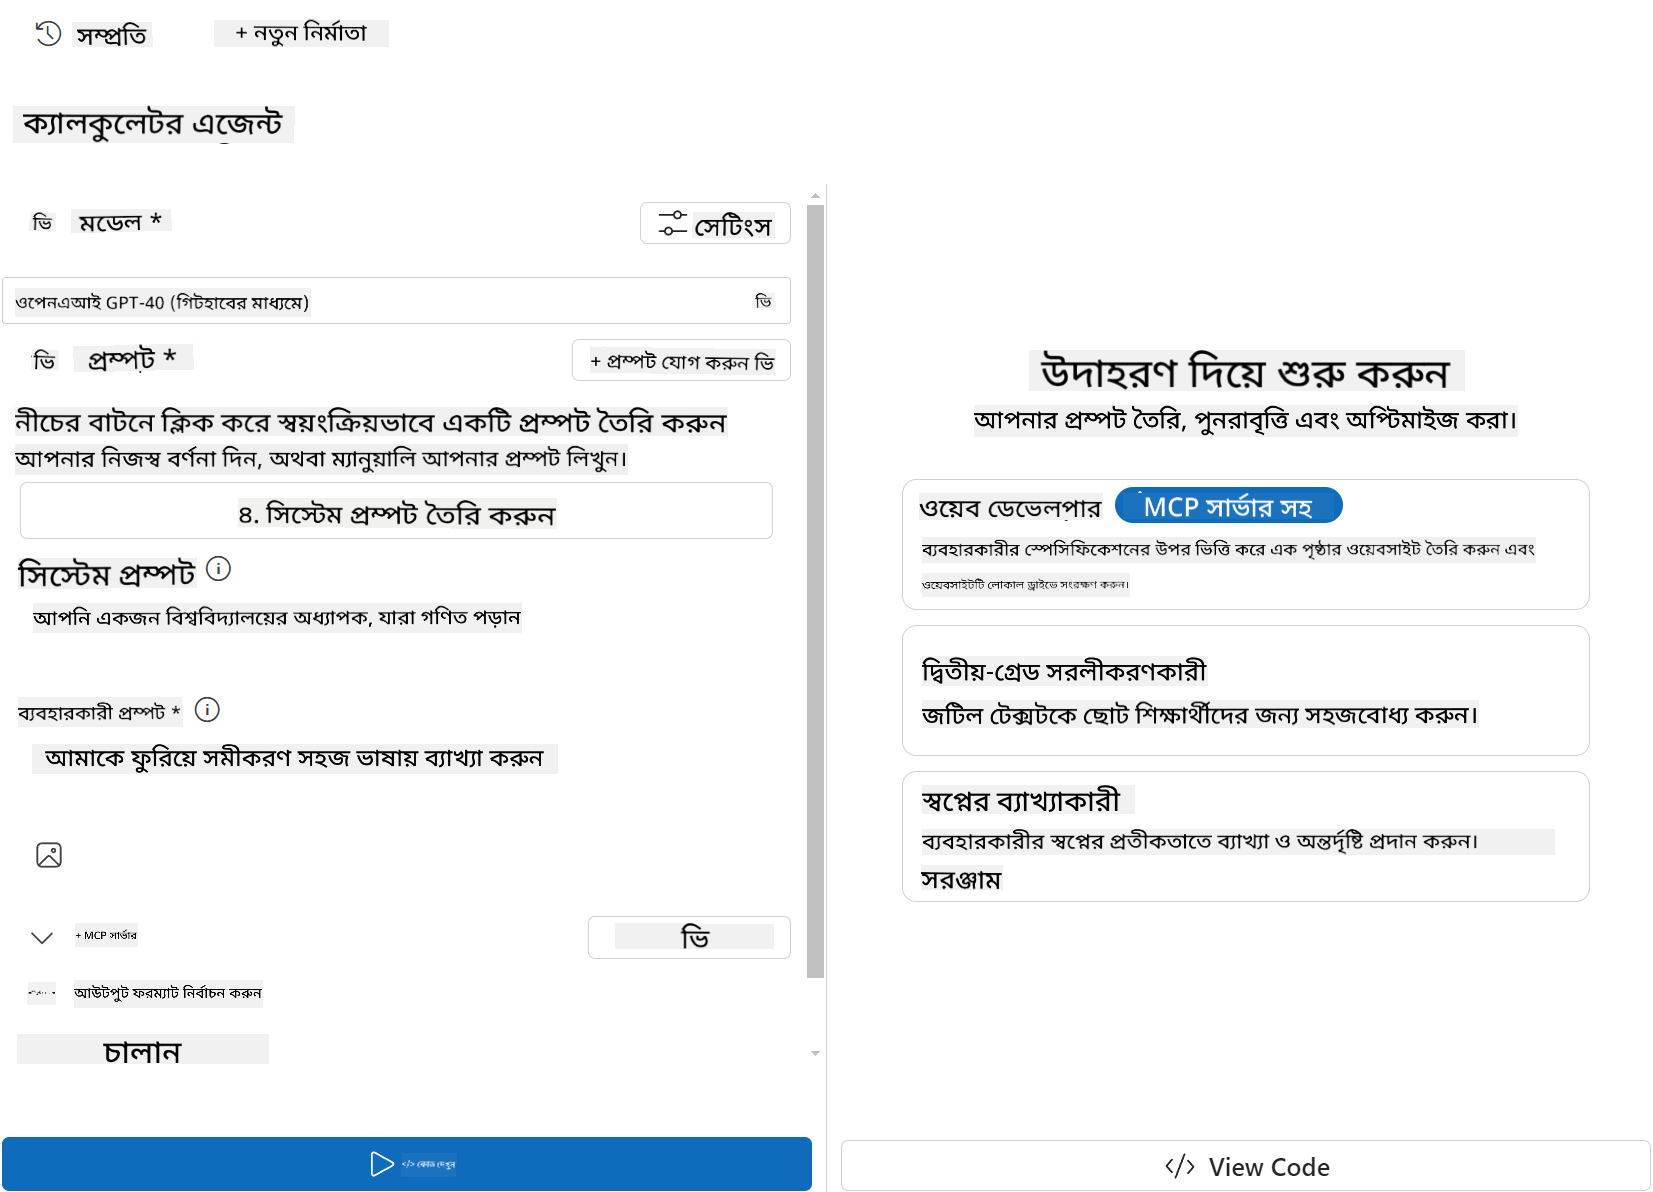 সম্প্রতি
+ নতুন নির্মাতা
ক্যালকুলেটর এজেন্ট
ভি মডেল *
সেটিংস
ওপেনএআই GPT-40 (গিটহাবের মাধ্যমে)
ভি
ভি প্রম্পট *
+ প্রম্পট যোগ করুন ভি
নীচের বাটনে ক্লিক করে স্বয়ংক্রিয়ভাবে একটি প্রম্পট তৈরি করুন
আপনার নিজস্ব বর্ণনা দিন, অথবা ম্যানুয়ালি আপনার প্রম্পট লিখুন।
৪. সিস্টেম প্রম্পট তৈরি করুন
সিস্টেম প্রম্পট
আপনি একজন বিশ্ববিদ্যালয়ের অধ্যাপক, যারা গণিত পড়ান
ব্যবহারকারী প্রম্পট *
আমাকে ফুরিয়ে সমীকরণ সহজ ভাষায় ব্যাখ্যা করুন
+ MCP সার্ভার
ভি
আউটপুট ফরম্যাট নির্বাচন করুন
চালান
</> কোড দেখুন
উদাহরণ দিয়ে শুরু করুন
আপনার প্রম্পট তৈরি, পুনরাবৃত্তি এবং অপ্টিমাইজ করা।
ওয়েব ডেভেলপার
MCP সার্ভার সহ
ব্যবহারকারীর স্পেসিফিকেশনের উপর ভিত্তি করে এক পৃষ্ঠার ওয়েবসাইট তৈরি করুন এবং
ওয়েবসাইটটি লোকাল ড্রাইভে সংরক্ষণ করুন।
দ্বিতীয়-গ্রেড সরলীকরণকারী
জটিল টেক্সটকে ছোট শিক্ষার্থীদের জন্য সহজবোধ্য করুন।
স্বপ্নের ব্যাখ্যাকারী
ব্যবহারকারীর স্বপ্নের প্রতীকতাতে ব্যাখ্যা ও অন্তর্দৃষ্টি প্রদান করুন।
সরঞ্জাম
</> View Code